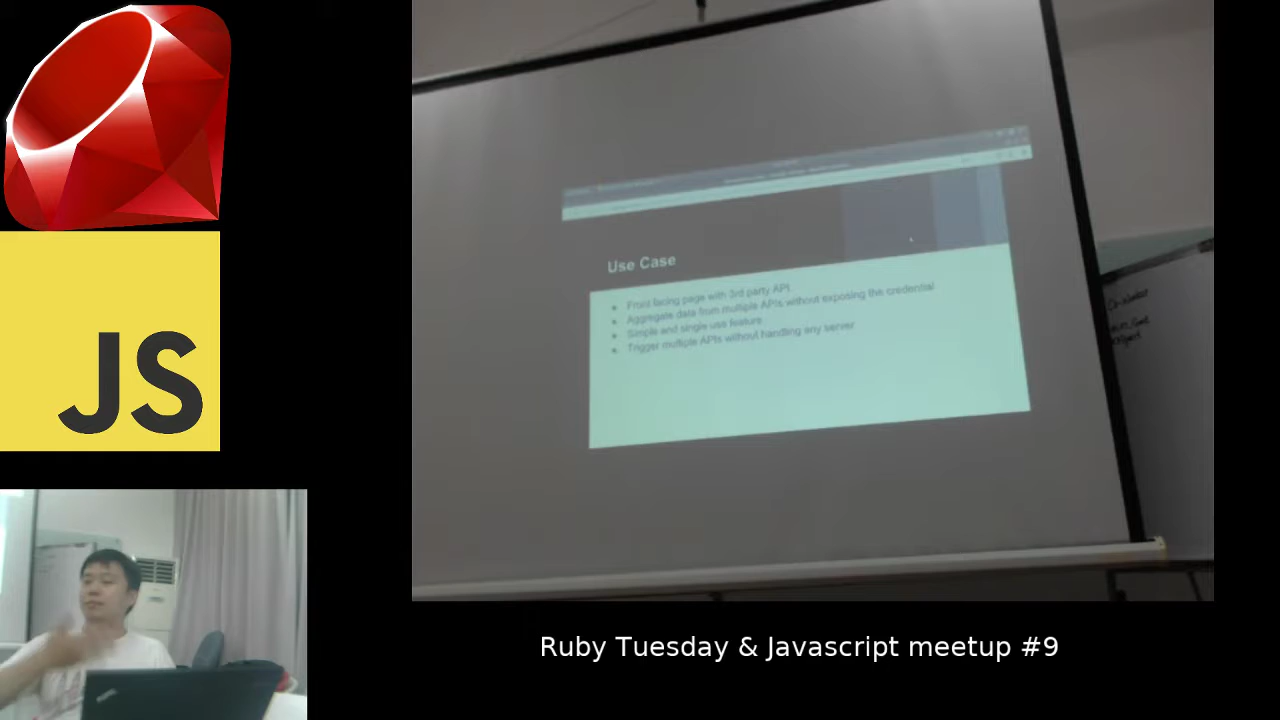 JS
Use Case
Front facing page with 3rd party API.
Aggregate data from multiple APIs without exposing the credential
Simple and single use feature
Trigger multiple APIs without handling any server
Ruby Tuesday & Javascript meetup #9